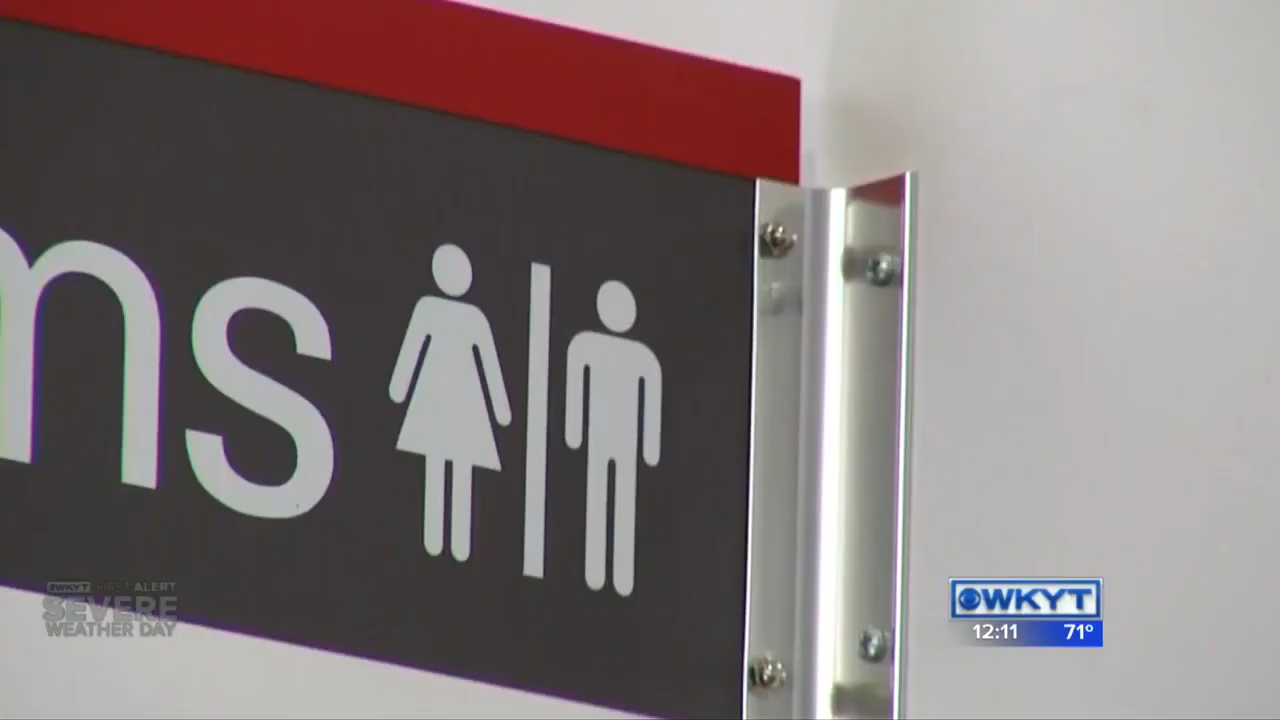 ms
WKYT FIRST ALERT
SEVERE
WEATHER DAY
WKYT
12:11 71°